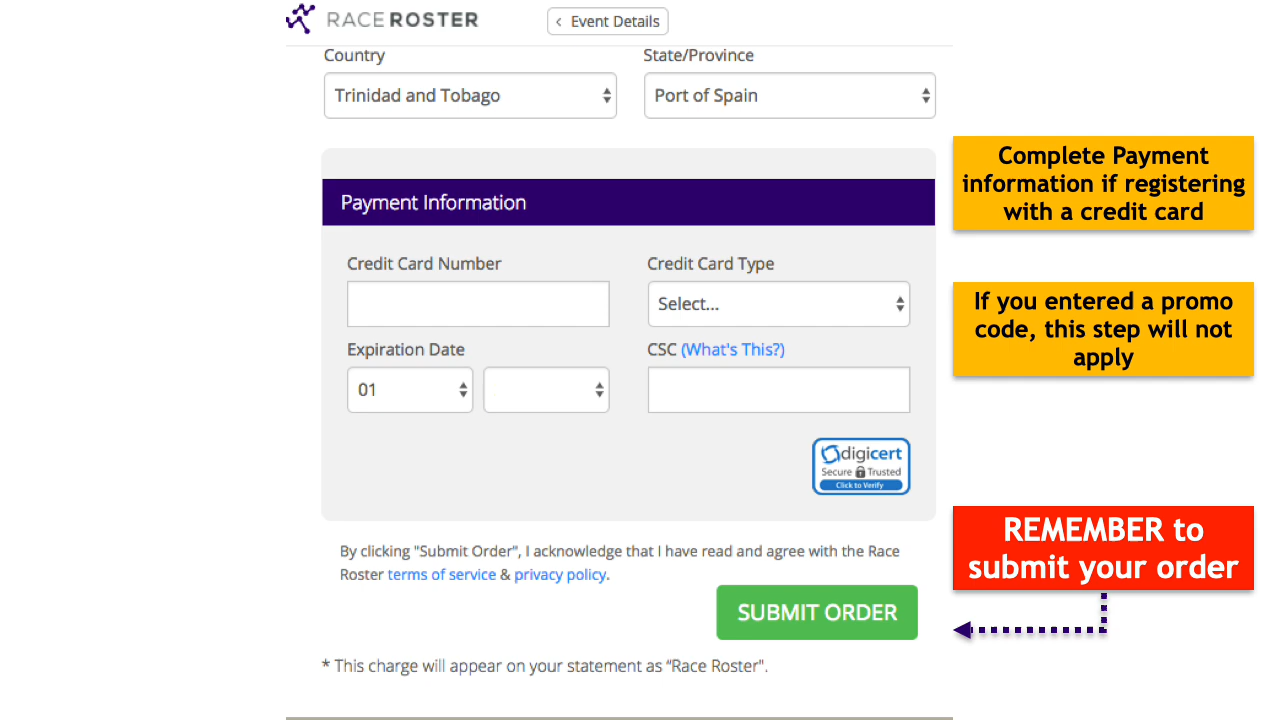 RACE ROSTER
< Event Details
Country
State/Province
Trinidad and Tobago
Port of Spain
Complete Payment
information if registering
with a credit card
Payment Information
Credit Card Number
Credit Card Type
Select...
If you entered a promo
code, this step will not
apply
Expiration Date
CSC (What's This?)
01
digicert
Secure Trusted
Click to Verify
REMEMBER to
submit your order
By clicking "Submit Order", I acknowledge that I have read and agree with the Race
Roster terms of service & privacy policy.
SUBMIT ORDER
* This charge will appear on your statement as “Race Roster".